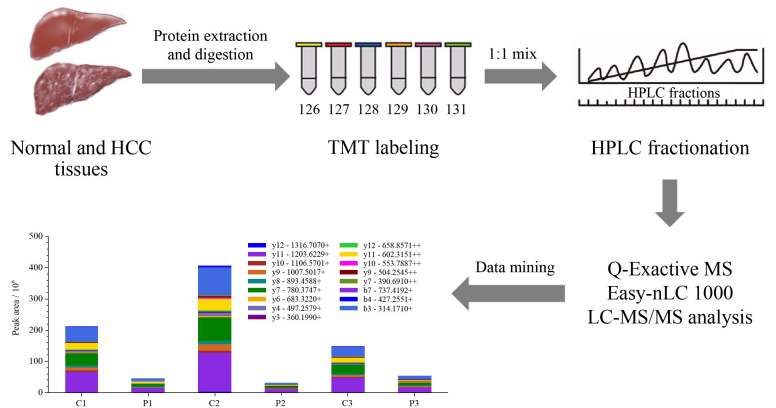 Protein extraction
and digestion
1:1 mix
126 127 128 129 130 131
HPLC fractions
Normal and HCC
tissues
TMT labeling
HPLC fractionation
Q-Exactive MS
Easy-nLC 1000
LC-MS/MS analysis
Data mining
Peak area / 10⁶
500
400
300
200
100
0
y12 - 1316.7070+
y11 - 1203.6229+
y10 - 1106.5701+
y9 - 1007.5017+
y8 - 893.4588+
y7 - 780.3747+
y6 - 683.3220+
y4 - 497.2579+
y3 - 360.1990+
y12 - 658.8571++
y11 - 602.3151++
y10 - 553.7887++
y9 - 504.2545++
y7 - 390.6910++
b7 - 737.4192+
b4 - 427.2551+
b3 - 314.1710+
C1 P1 C2 P2 C3 P3